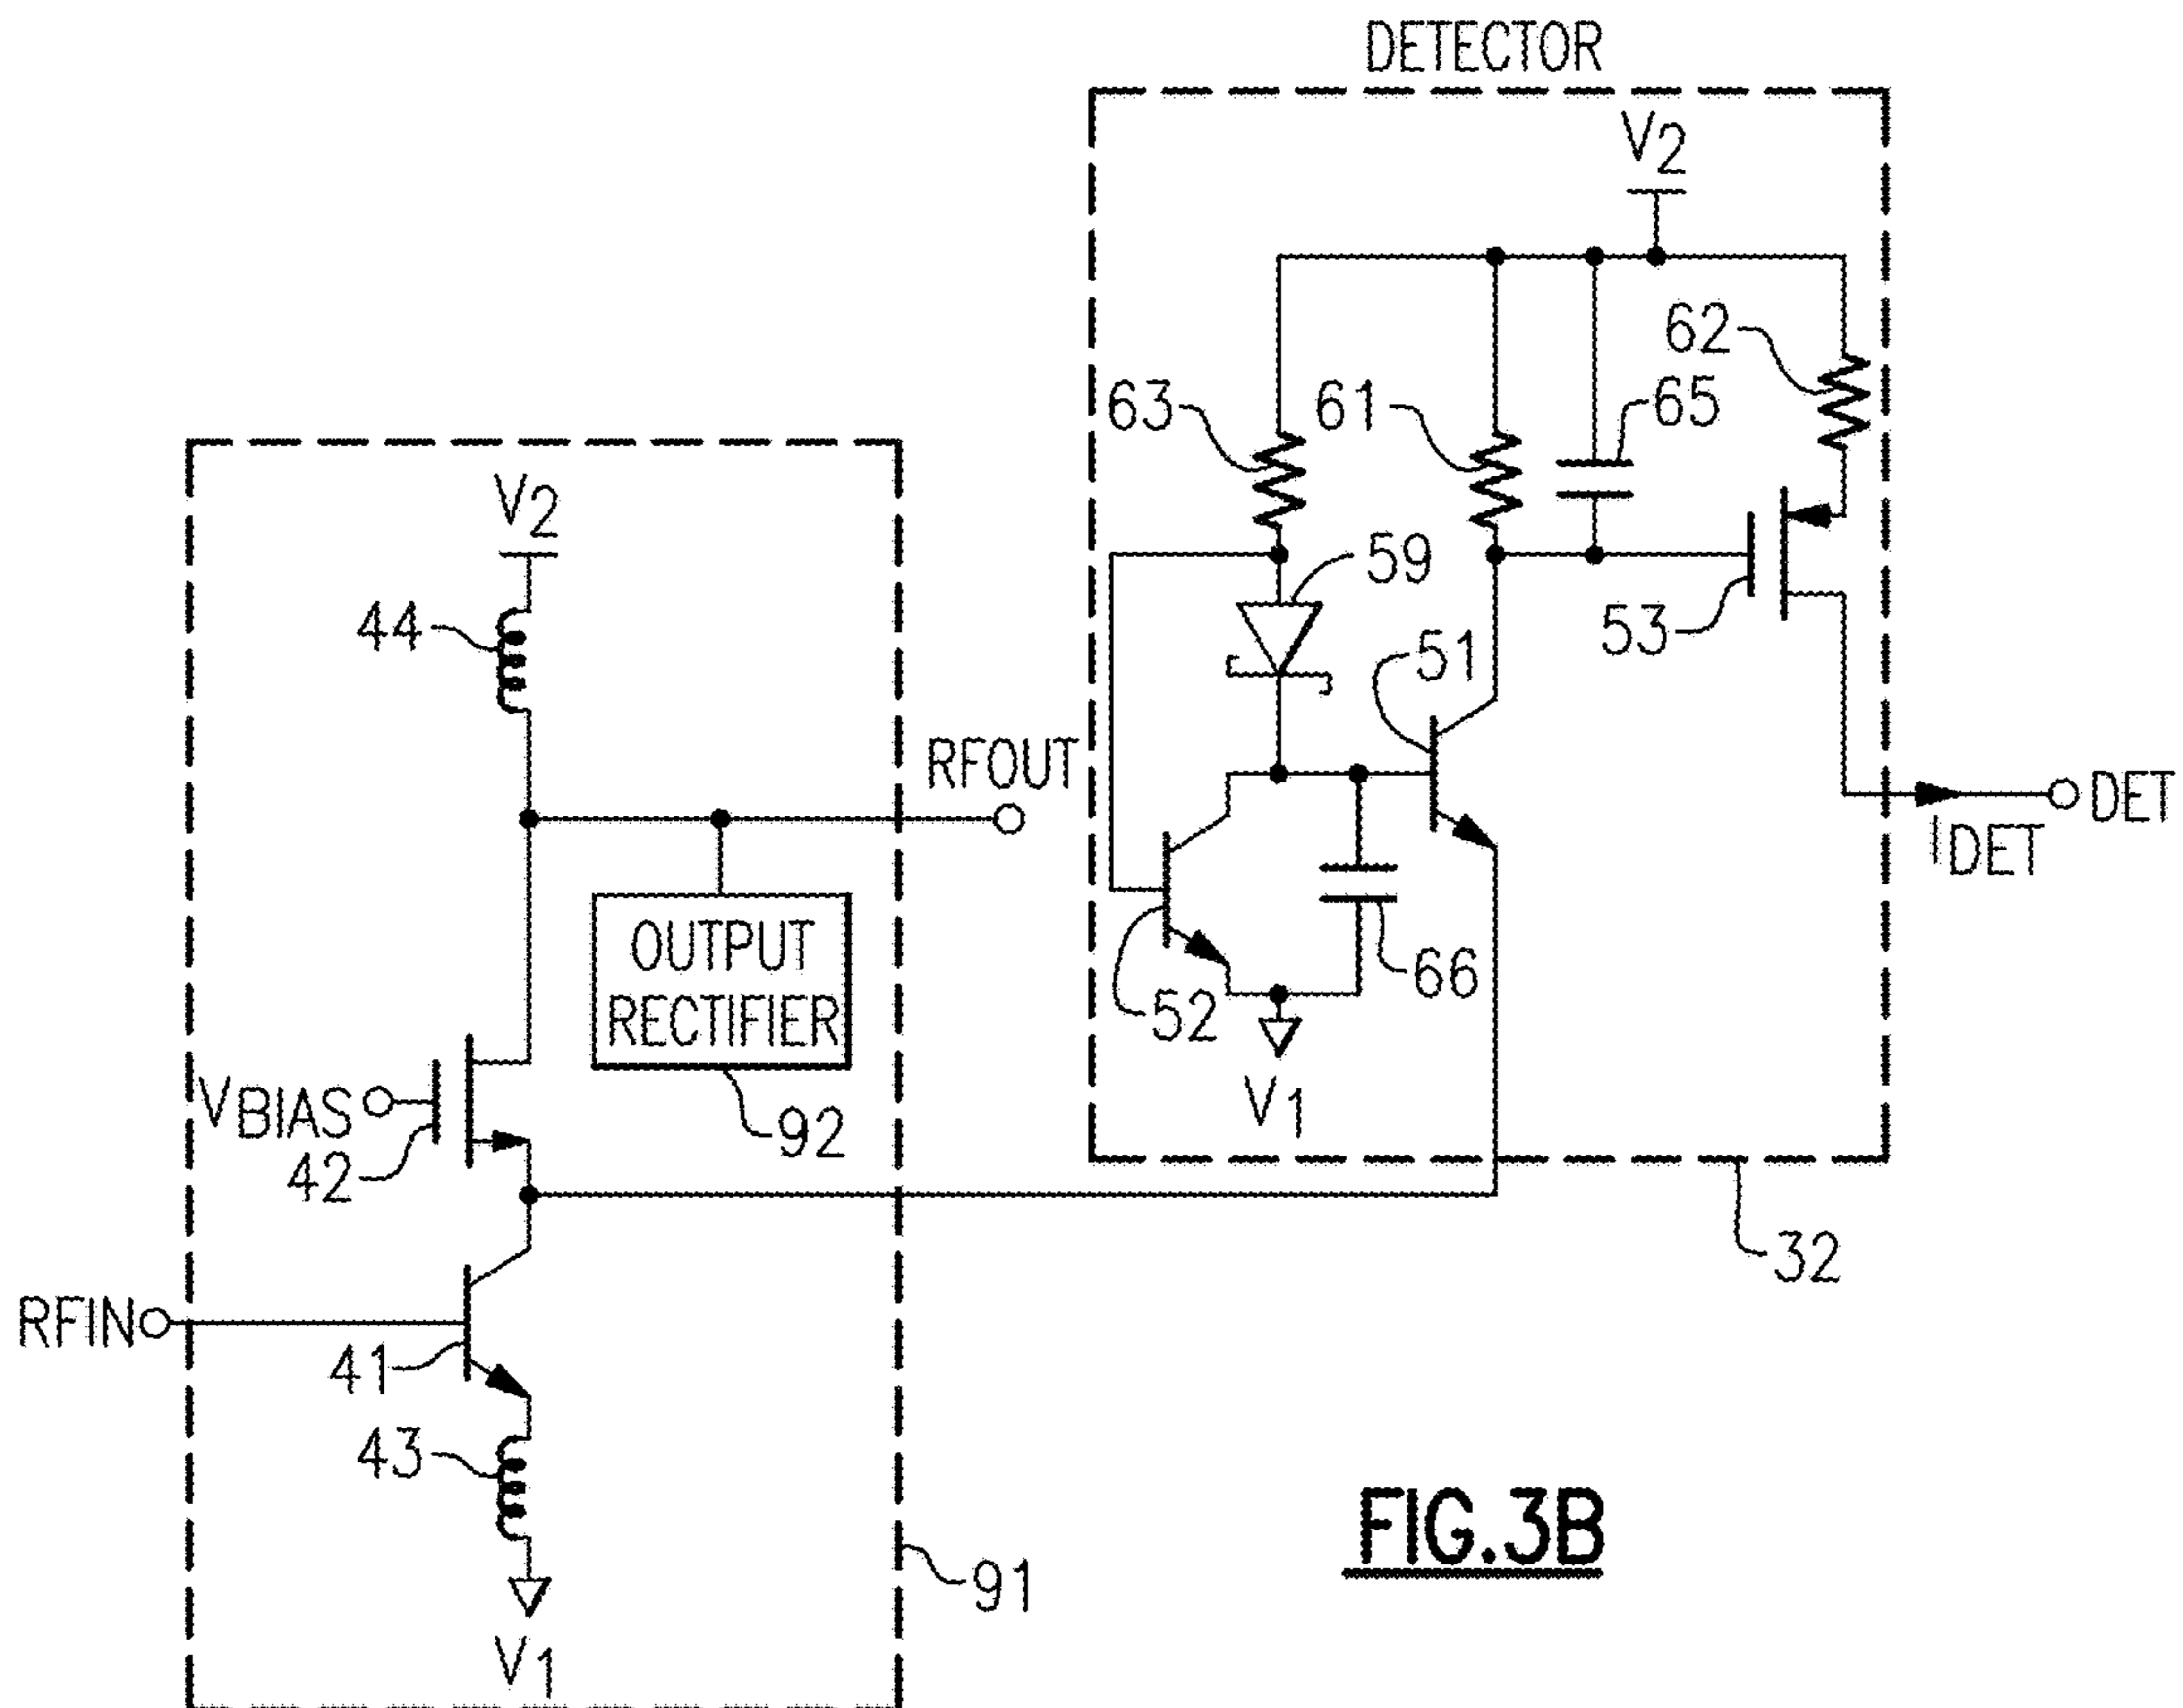 DETECTOR
V2
62
63
61
65
V2
59
44
53
51
RFOUT
DET
IDET
OUTPUT
RECTIFIER
66
52
VBIAS
92
V1
42
32
RFIN
41
43
FIG.3B
91
V1